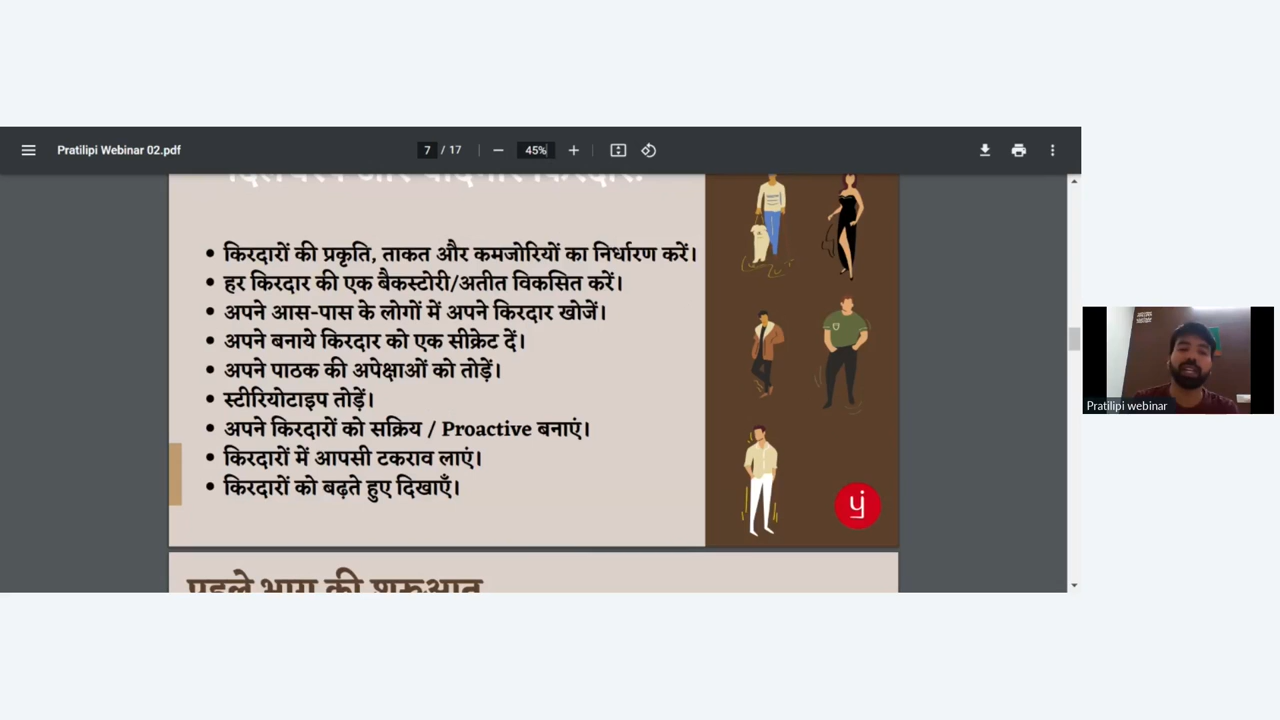 Pratilipi Webinar 02.pdf
7 / 17
45%
किरदारों की प्रकृति, ताकत और कमजोरियों का निर्धारण करें।
हर किरदार की एक बैकस्टोरी/अतीत विकसित करें।
अपने आस-पास के लोगों में अपने किरदार खोजें।
अपने बनाये किरदार को एक सीक्रेट दें।
अपने पाठक की अपेक्षाओं को तोड़ें।
स्टीरियोटाइप तोड़ें।
अपने किरदारों को सक्रिय / Proactive बनाएं।
किरदारों में आपसी टकराव लाएं।
किरदारों को बढ़ते हुए दिखाएँ।
पहले भाग की शुरुआत
Pratilipi webinar